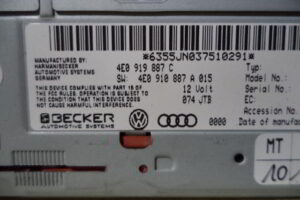 *6355JN037510291*
MANUFACTURED BY:
HARMAN/BECKER
AUTOMOTIVE SYSTEMS
GERMANY
4E0 919 887 C
SW: 4E0 910 887 A 015
Typ:
Model No.:
THIS DEVICE COMPLIES WITH PART 15 OF THE
FCC RULES. OPERATION IS SUBJECT TO THE
CONDITION THAT THIS DEVICE DOES NOT
CAUSE HARMFUL INTERFERENCE.
12 Volt
074 JTB
Serial No.:
EC:
Accession No
BECKER
AUTOMOTIVE SYSTEMS
0000
Date of manufac
MT
10